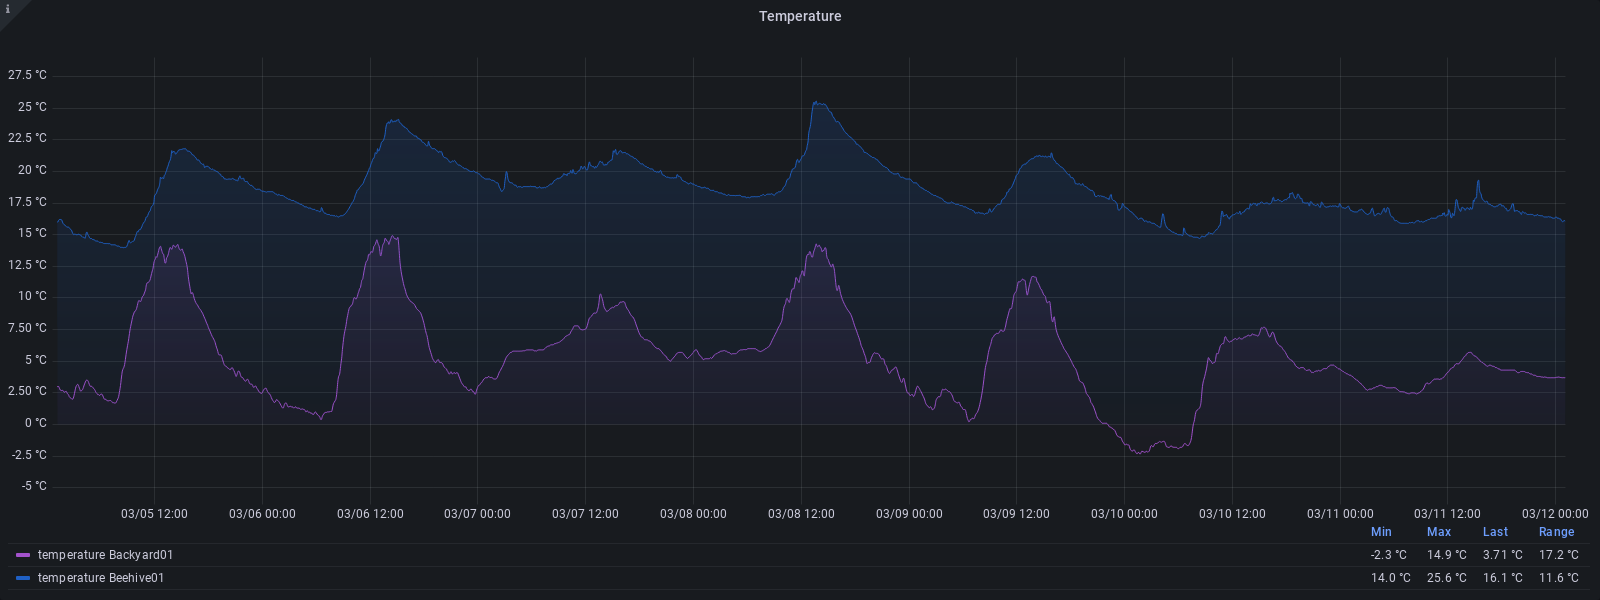 i
Temperature
27.5 °C
25 °C
22.5 °C
20 °C
17.5 °C
15 °C
12.5 °C
10 °C
7.50 °C
5 °C
2.50 °C
0 °C
-2.5 °C
-5 °C
03/05 12:00 03/06 00:00 03/06 12:00 03/07 00:00 03/07 12:00 03/08 00:00 03/08 12:00 03/09 00:00 03/09 12:00 03/10 00:00 03/10 12:00 03/11 00:00 03/11 12:00 03/12 00:00
Min Max Last Range
temperature Backyard01 -2.3 °C 14.9 °C 3.71 °C 17.2 °C
temperature Beehive01 14.0 °C 25.6 °C 16.1 °C 11.6 °C